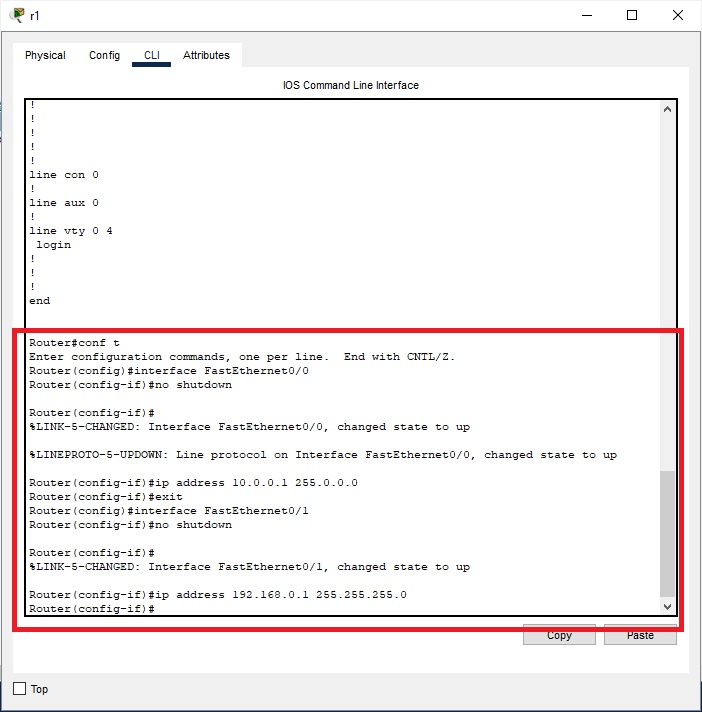 r1
Physical Config CLI Attributes
IOS Command Line Interface
!
!
!
!
!
line con 0
!
line aux 0
!
line vty 0 4
 login
!
!
!
end
Router#conf t
Enter configuration commands, one per line.  End with CNTL/Z.
Router(config)#interface FastEthernet0/0
Router(config-if)#no shutdown
Router(config-if)#
%LINK-5-CHANGED: Interface FastEthernet0/0, changed state to up
%LINEPROTO-5-UPDOWN: Line protocol on Interface FastEthernet0/0, changed state to up
Router(config-if)#ip address 10.0.0.1 255.0.0.0
Router(config-if)#exit
Router(config)#interface FastEthernet0/1
Router(config-if)#no shutdown
Router(config-if)#
%LINK-5-CHANGED: Interface FastEthernet0/1, changed state to up
Router(config-if)#ip address 192.168.0.1 255.255.255.0
Router(config-if)#
Copy Paste
Top